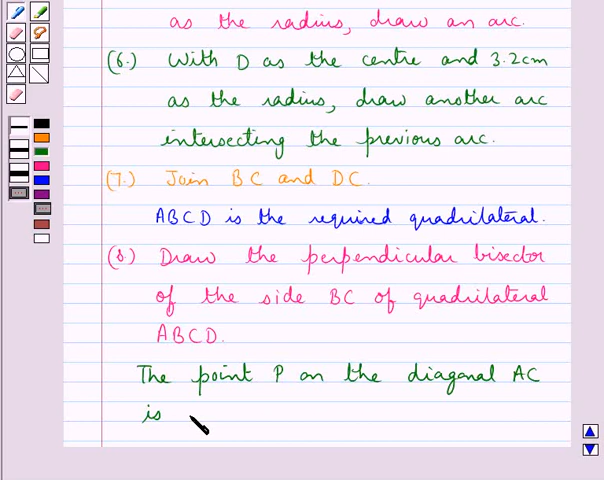 as the radius, draw an arc.
(6.) With D as the centre and 3.2cm
as the radius, draw another arc
intersecting the previous arc.
(7.) Join BC and DC.
ABCD is the required quadrilateral.
(8.) Draw the perpendicular bisector
of the side BC of quadrilateral
ABCD.
The point P on the diagonal AC
is